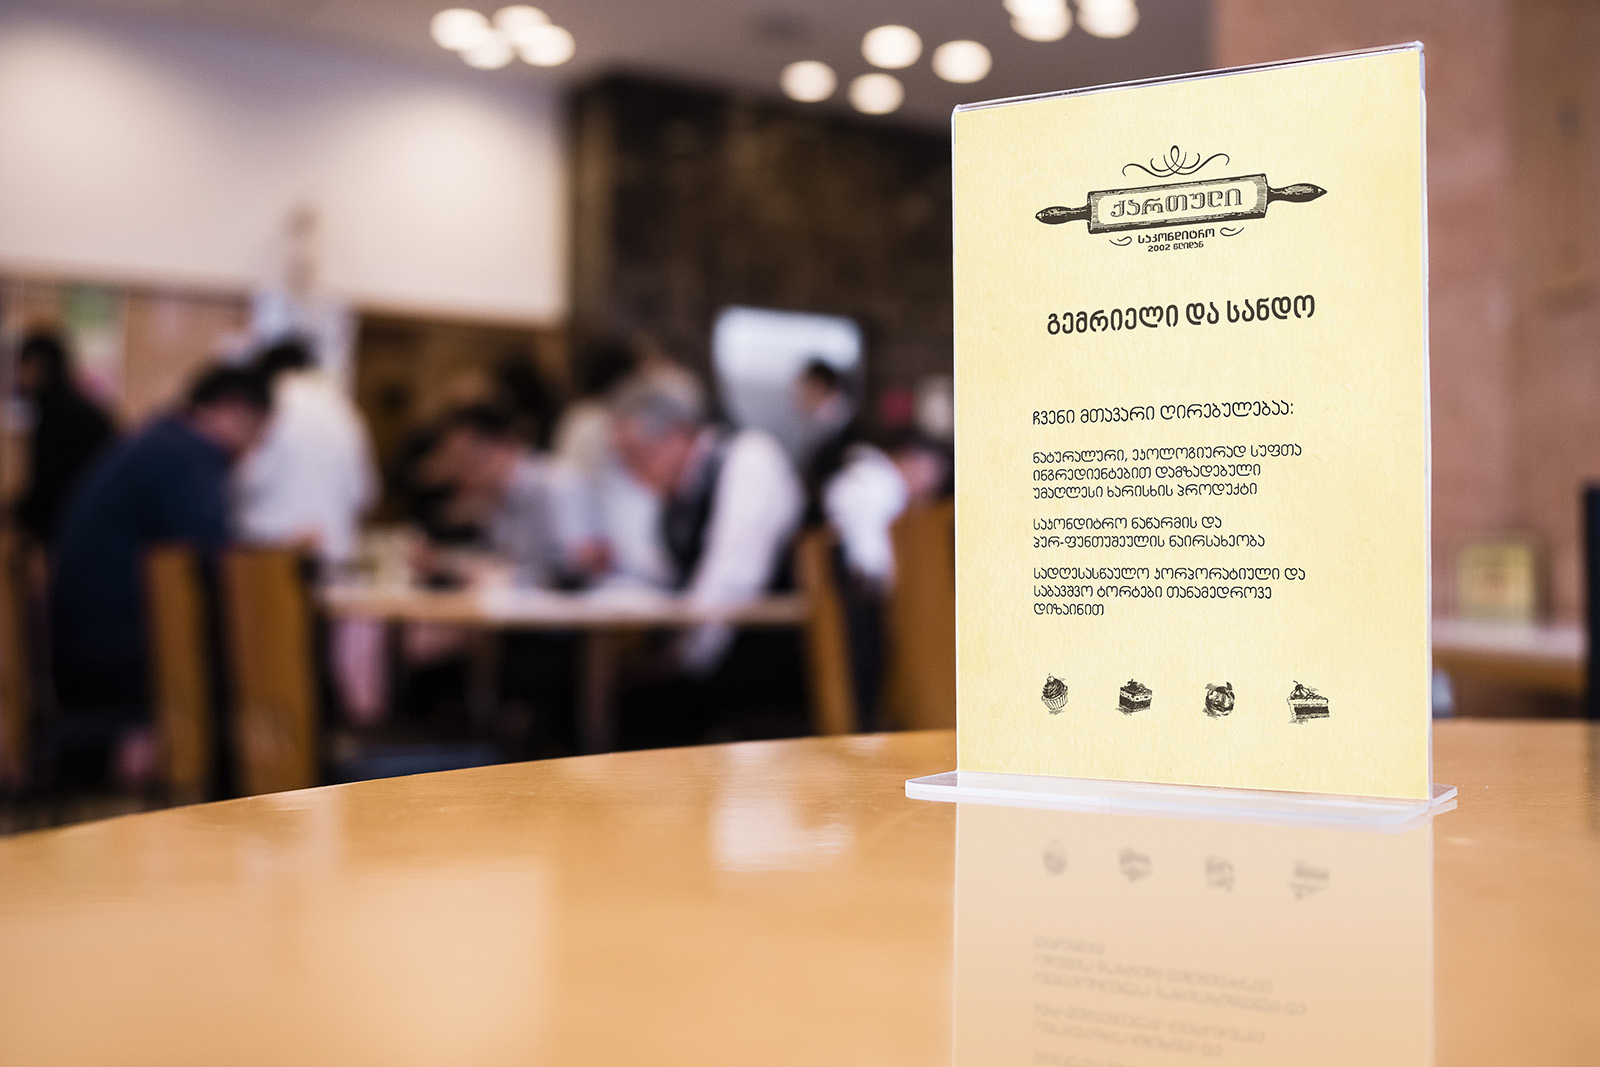 ქართული
საკონდიტრო
2002 წლიდან
გემრიელი და სანდო
ჩვენი მთავარი ღირებულებაა:
ნატურალური, ეკოლოგიურად სუფთა
ინგრედიენტებით დამზადებული
უმაღლესი ხარისხის პროდუქტი
საკონდიტრო ნაწარმის და
პურ-ფუნთუშეულის ნაირსახეობა
სადღესასწაულო კორპორატიული და
საბავშვო ტორტები თანამედროვე
დიზაინით